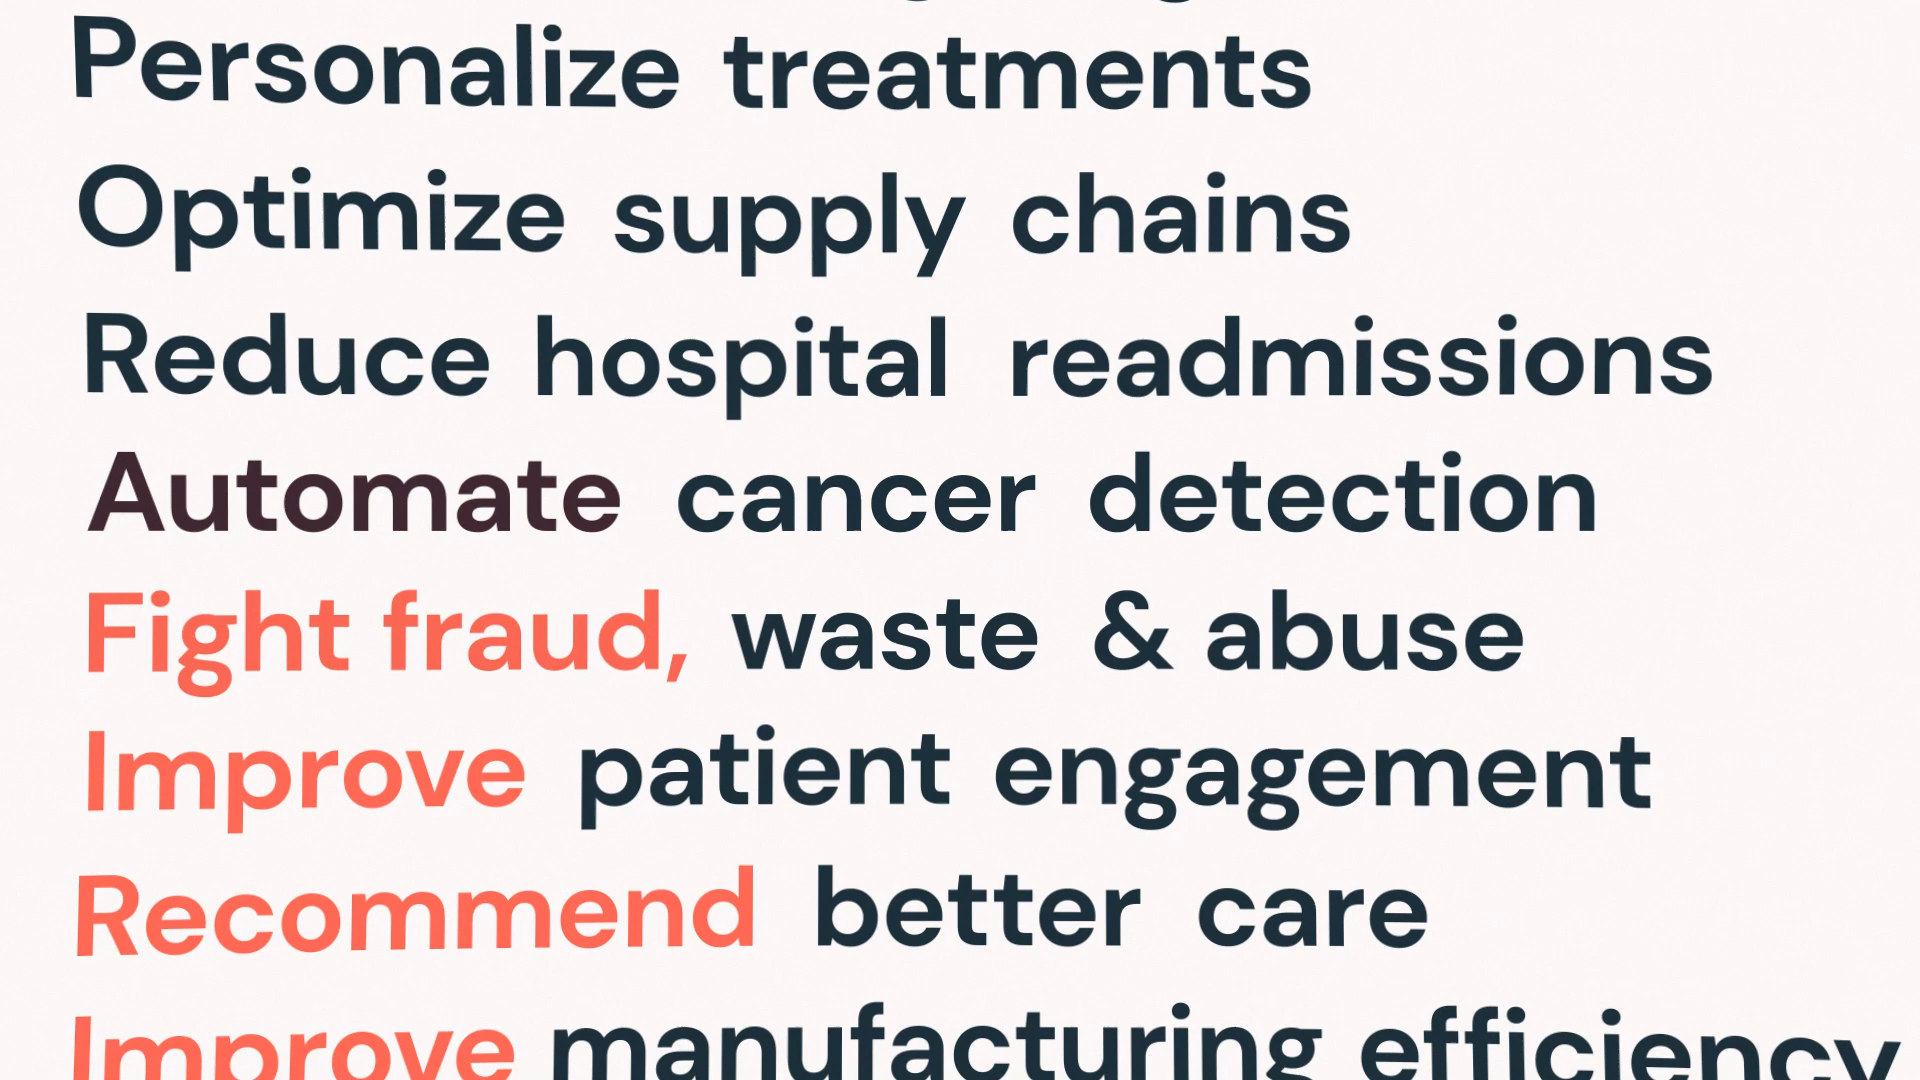 Personalize treatments
Optimize supply chains
Reduce hospital readmissions
Automate cancer detection
Fight fraud, waste & abuse
Improve patient engagement
Recommend better care
Improve manufacturing efficiency